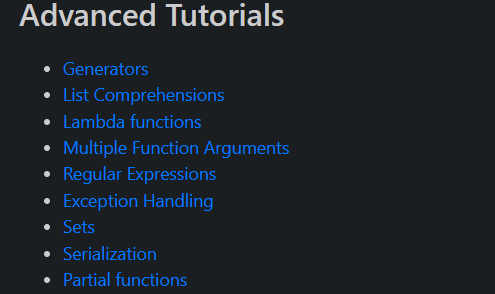 Advanced Tutorials
Generators
List Comprehensions
Lambda functions
Multiple Function Arguments
Regular Expressions
Exception Handling
Sets
Serialization
Partial functions